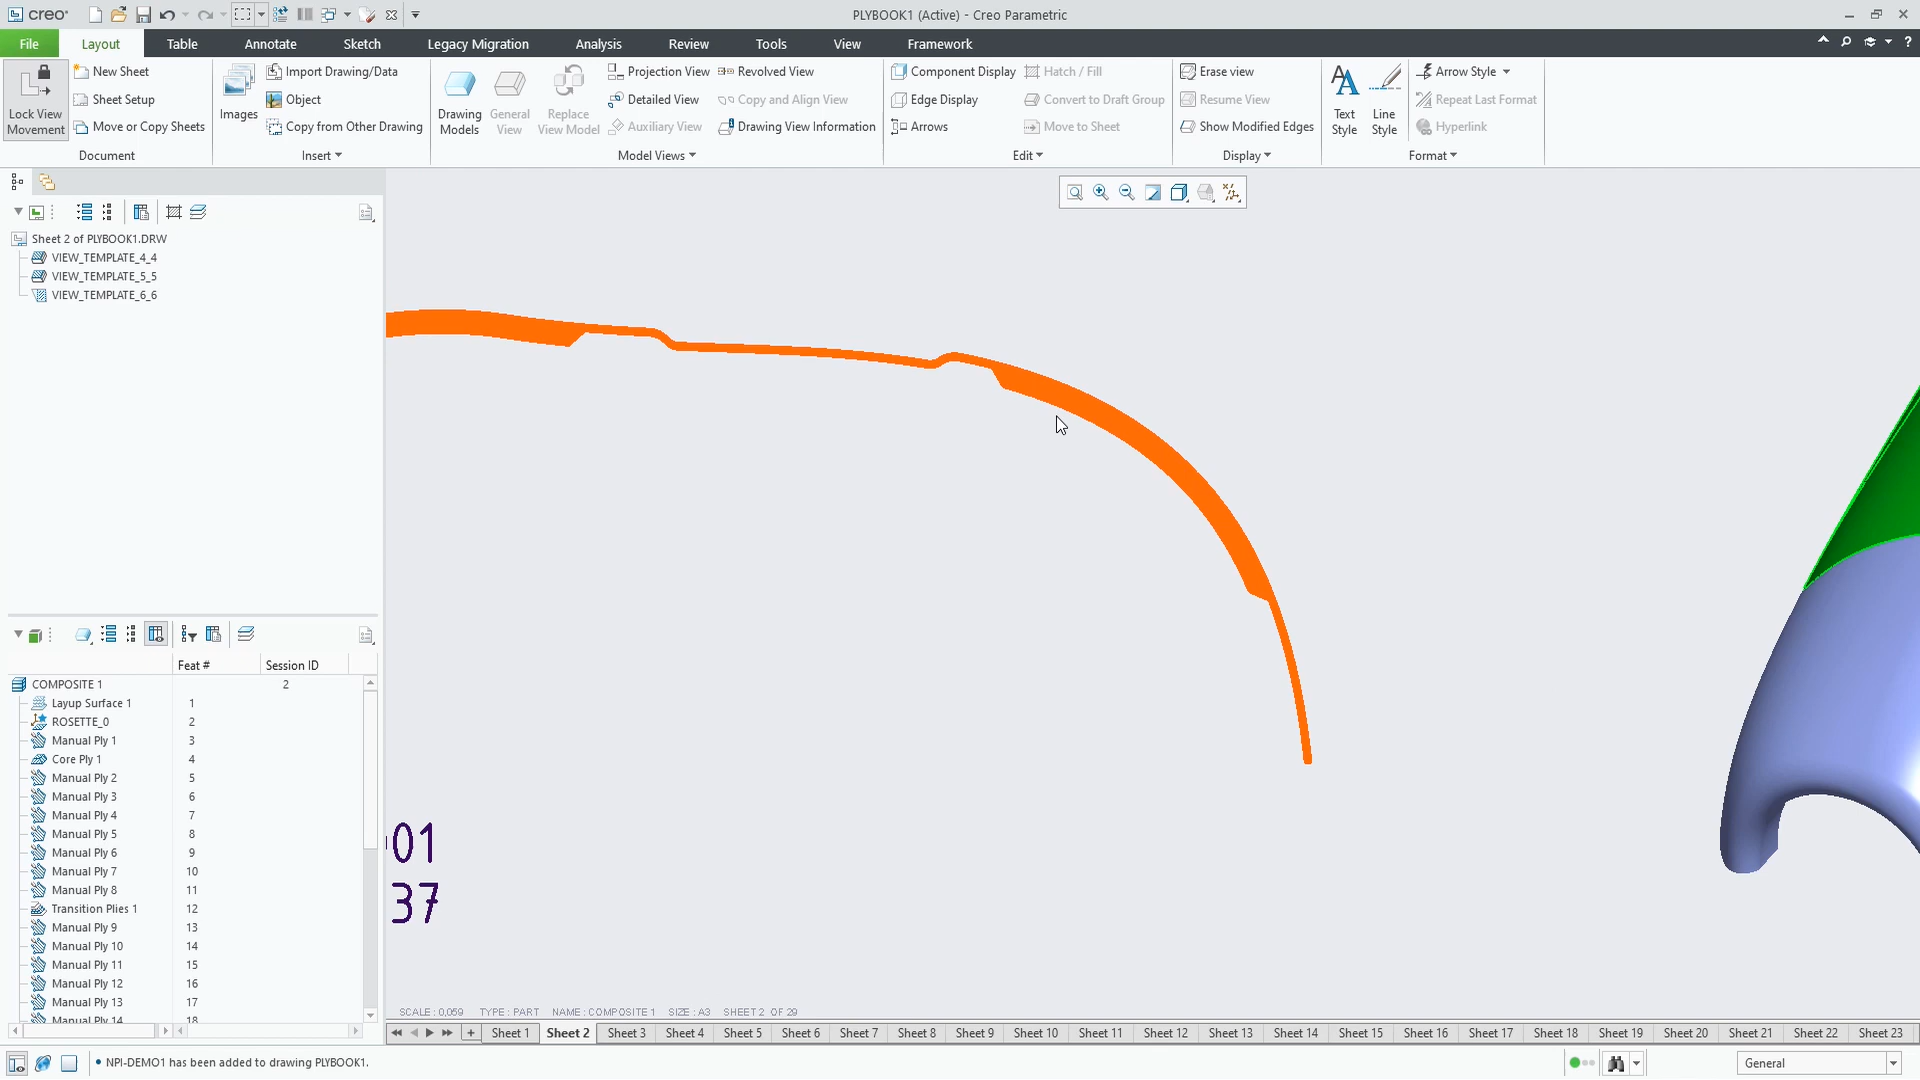 creo
PLYBOOK1 (Active) - Creo Parametric
File
Layout
Table
Annotate
Sketch
Legacy Migration
Analysis
Review
Tools
View
Framework
Lock View Movement
New Sheet
Sheet Setup
Move or Copy Sheets
Document
Images
Import Drawing/Data
Object
Copy from Other Drawing
Insert
Drawing Models
General View
Replace View Model
Projection View
Detailed View
Auxiliary View
Revolved View
Copy and Align View
Drawing View Information
Model Views
Component Display
Edge Display
Arrows
Hatch / Fill
Convert to Draft Group
Move to Sheet
Edit
Erase view
Resume View
Show Modified Edges
Display
Text Style
Line Style
Arrow Style
Repeat Last Format
Hyperlink
Format
Sheet 2 of PLYBOOK1.DRW
VIEW_TEMPLATE_4_4
VIEW_TEMPLATE_5_5
VIEW_TEMPLATE_6_6
Feat #
Session ID
COMPOSITE 1 2
Layup Surface 1 1
ROSETTE_0 2
Manual Ply 1 3
Core Ply 1 4
Manual Ply 2 5
Manual Ply 3 6
Manual Ply 4 7
Manual Ply 5 8
Manual Ply 6 9
Manual Ply 7 10
Manual Ply 8 11
Transition Plies 1 12
Manual Ply 9 13
Manual Ply 10 14
Manual Ply 11 15
Manual Ply 12 16
Manual Ply 13 17
Manual Ply 14 18
01
37
SCALE : 0,059 TYPE : PART NAME : COMPOSITE 1 SIZE : A3 SHEET 2 OF 29
Sheet 1
Sheet 2
Sheet 3
Sheet 4
Sheet 5
Sheet 6
Sheet 7
Sheet 8
Sheet 9
Sheet 10
Sheet 11
Sheet 12
Sheet 13
Sheet 14
Sheet 15
Sheet 16
Sheet 17
Sheet 18
Sheet 19
Sheet 20
Sheet 21
Sheet 22
Sheet 23
• NPI-DEMO1 has been added to drawing PLYBOOK1.
General